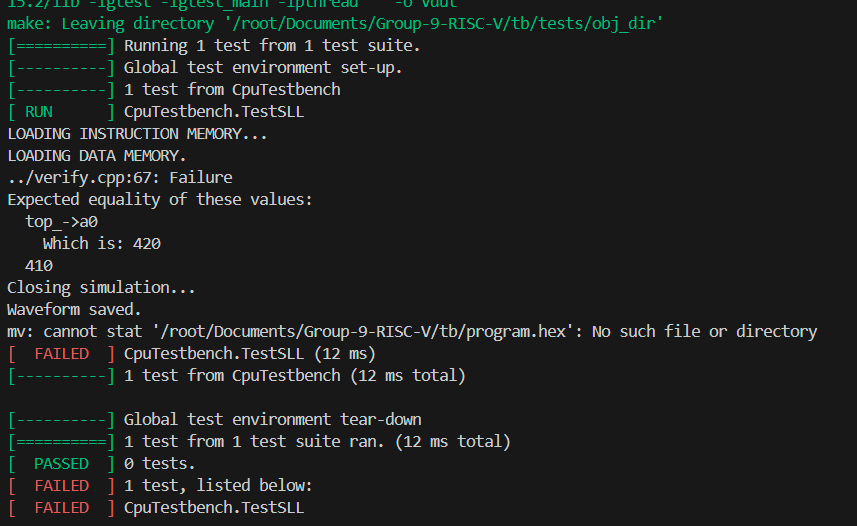 15.2/lib -lgtest -lgtest_main -lpthread    -o Vdut
make: Leaving directory '/root/Documents/Group-9-RISC-V/tb/tests/obj_dir'
[==========] Running 1 test from 1 test suite.
[----------] Global test environment set-up.
[----------] 1 test from CpuTestbench
[ RUN      ] CpuTestbench.TestSLL
LOADING INSTRUCTION MEMORY...
LOADING DATA MEMORY.
../verify.cpp:67: Failure
Expected equality of these values:
  top_->a0
    Which is: 420
  410
Closing simulation...
Waveform saved.
mv: cannot stat '/root/Documents/Group-9-RISC-V/tb/program.hex': No such file or directory
[  FAILED  ] CpuTestbench.TestSLL (12 ms)
[----------] 1 test from CpuTestbench (12 ms total)
[----------] Global test environment tear-down
[==========] 1 test from 1 test suite ran. (12 ms total)
[  PASSED  ] 0 tests.
[  FAILED  ] 1 test, listed below:
[  FAILED  ] CpuTestbench.TestSLL